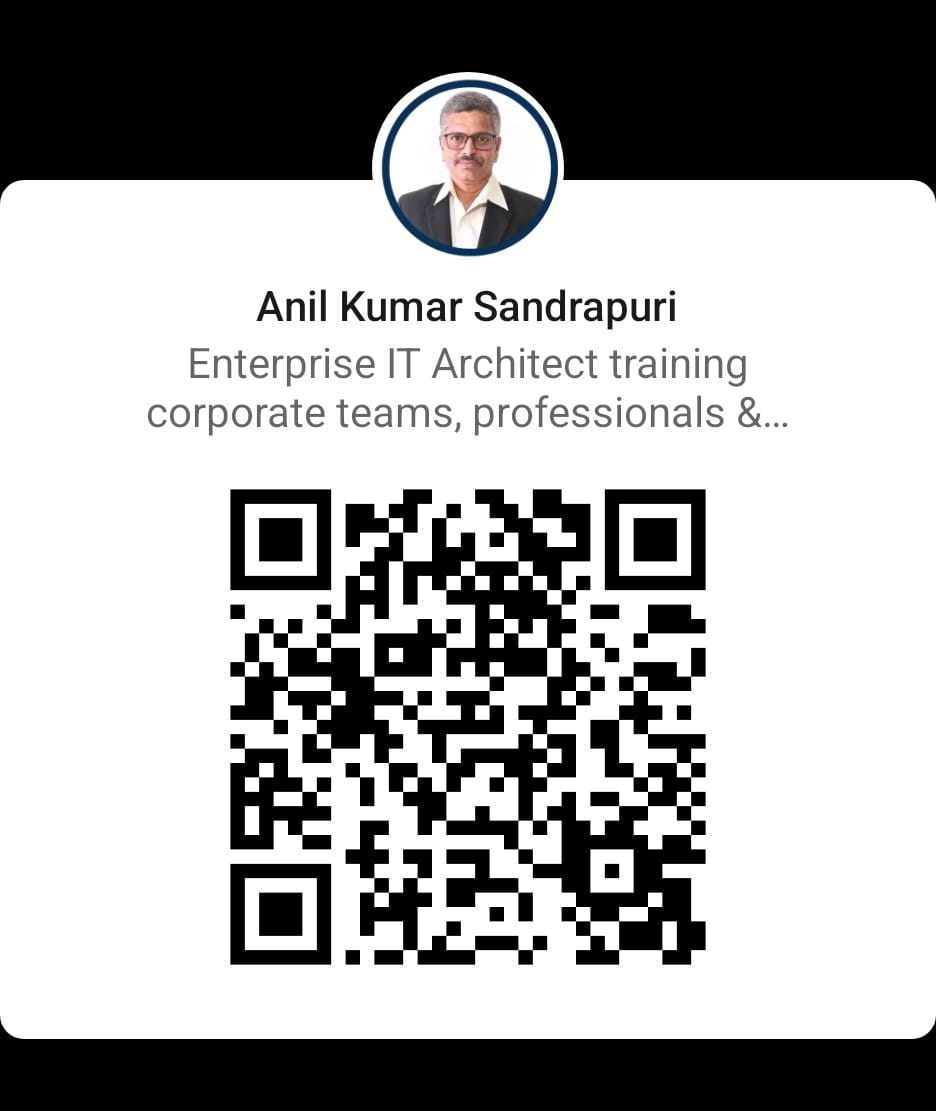 Anil Kumar Sandrapuri
Enterprise IT Architect training
corporate teams, professionals &...